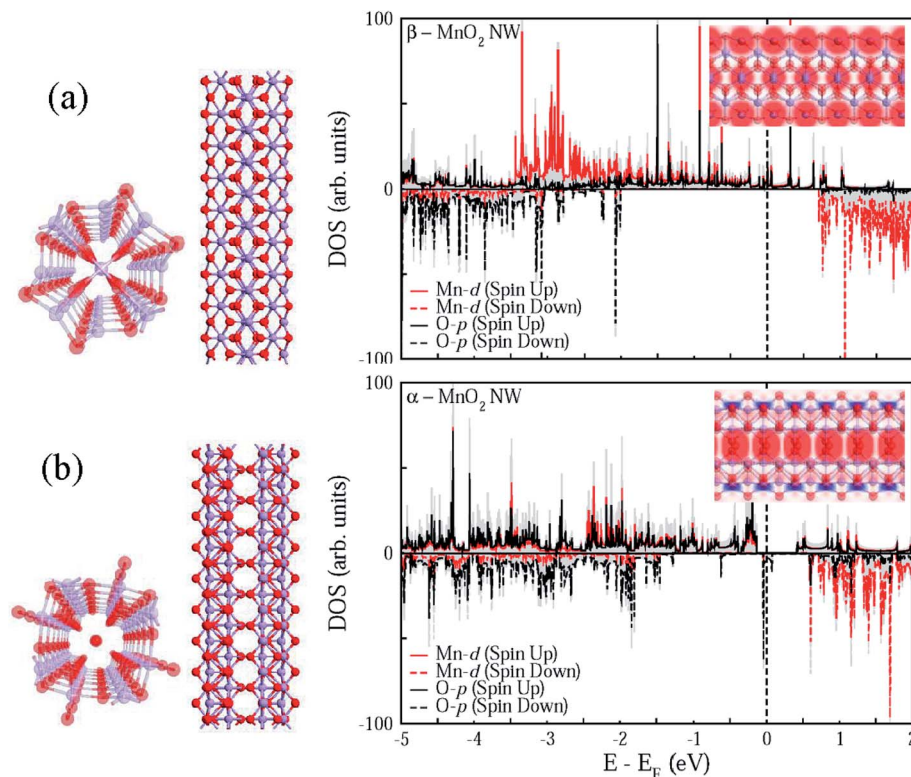 (a)
β – MnO₂ NW
100
0
-100
DOS (arb. units)
Mn-d (Spin Up)
Mn-d (Spin Down)
O-p (Spin Up)
O-p (Spin Down)
(b)
α – MnO₂ NW
100
0
-100
DOS (arb. units)
Mn-d (Spin Up)
Mn-d (Spin Down)
O-p (Spin Up)
O-p (Spin Down)
-5 -4 -3 -2 -1 0 1 2
E - E_F (eV)